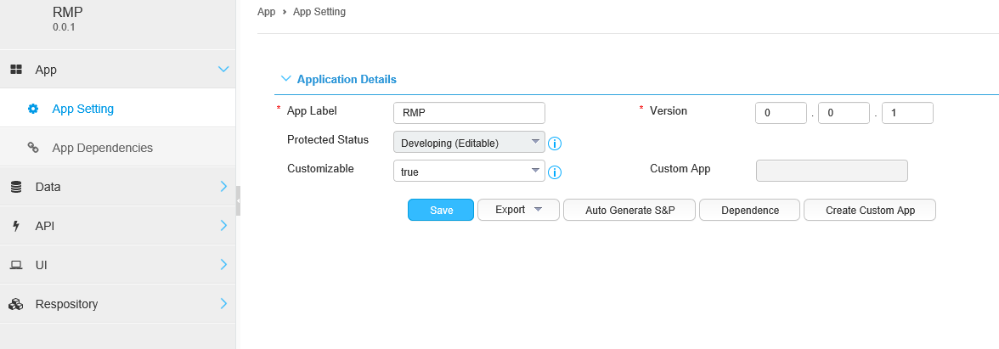 RMP
0.0.1
App
App Setting
App Dependencies
Data
API
UI
Respository
App > App Setting
Application Details
* App Label RMP * Version 0 . 0 . 1
Protected Status Developing (Editable) i
Customizable true i Custom App
Save Export Auto Generate S&P Dependence Create Custom App